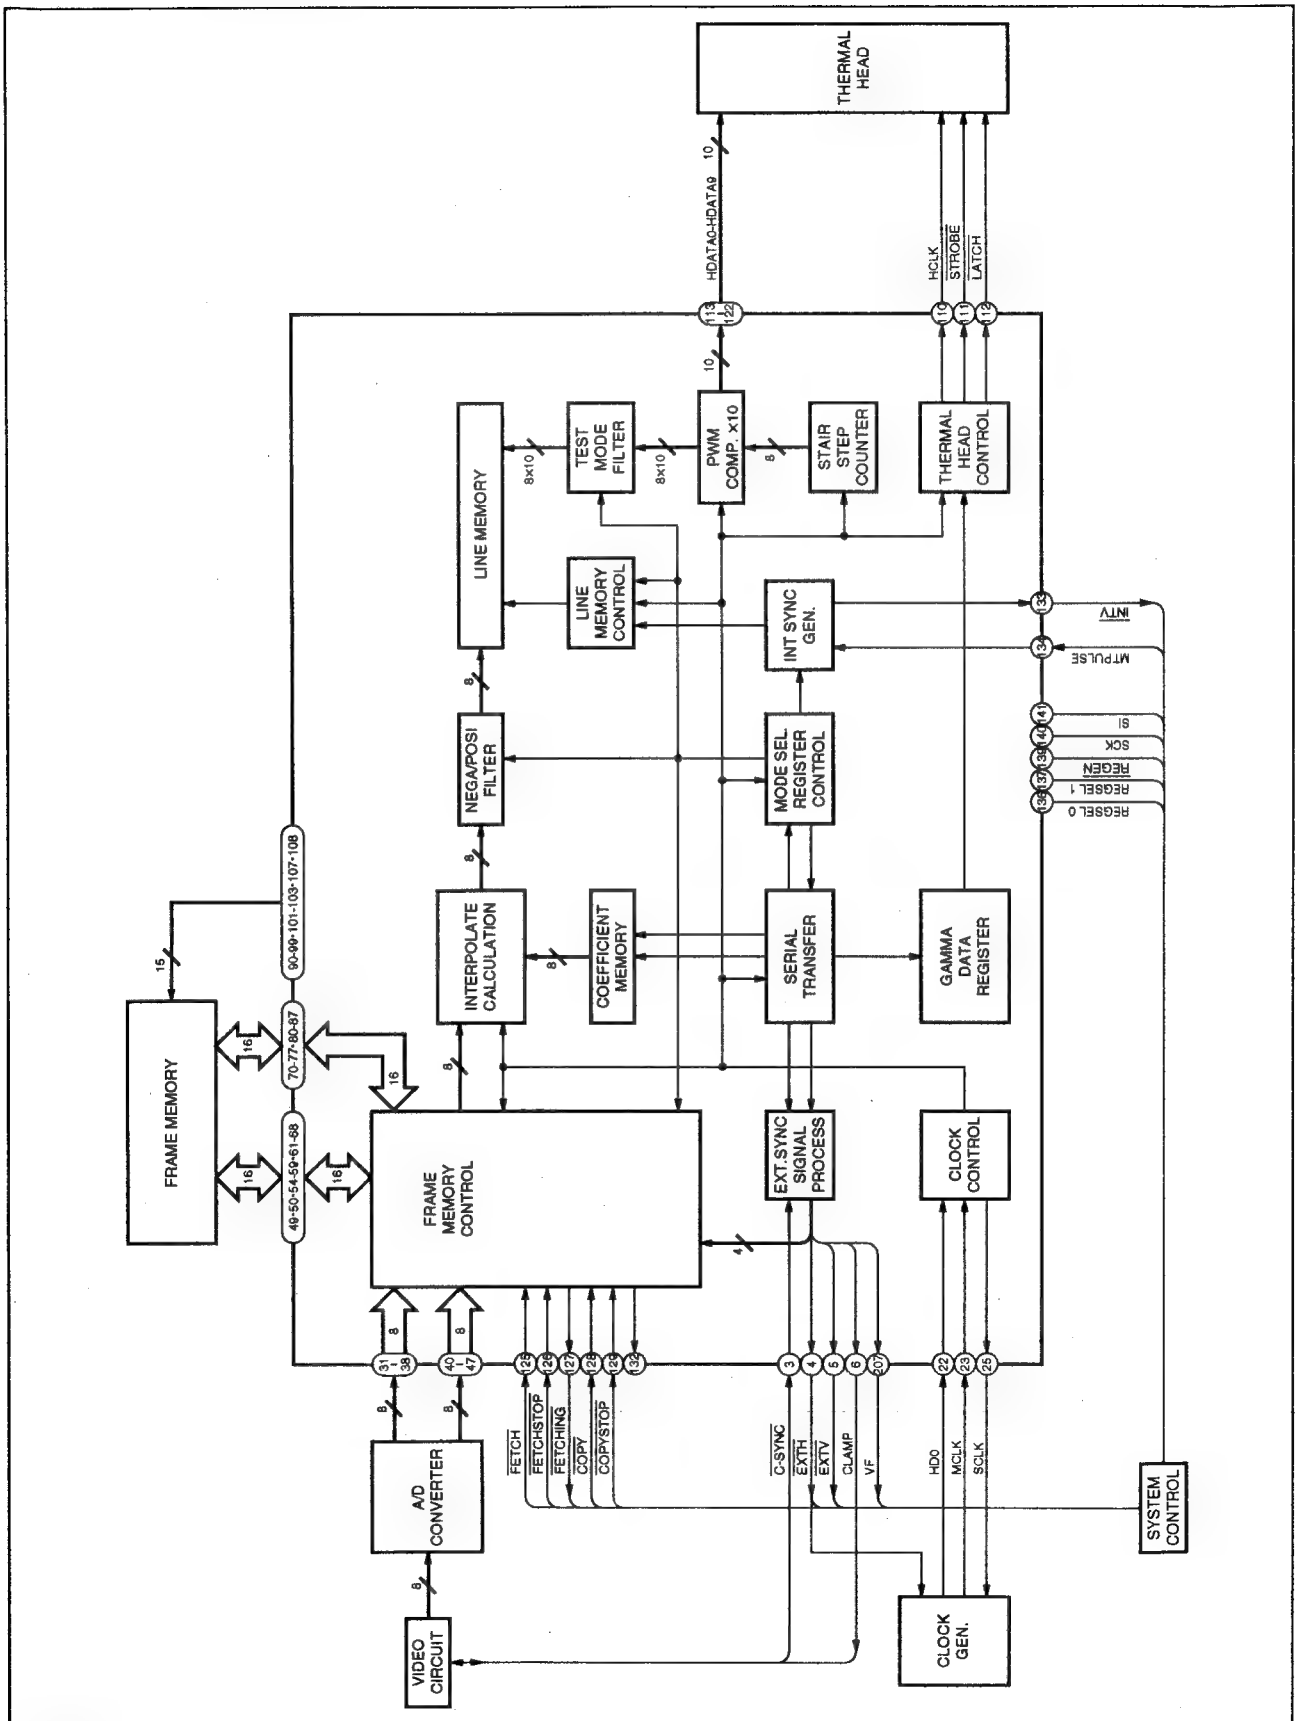 THERMAL
HEAD
10
HDATA0-HDATA9
HCLK
STROBE
LATCH
113
122
110
111
112
10
LINE MEMORY
8x10
TEST
MODE
FILTER
8x10
PWM
COMP. x10
8
STAIR
STEP
COUNTER
THERMAL
HEAD
CONTROL
LINE
MEMORY
CONTROL
INT SYNC
GEN.
133
INTV
134
MTPULSE
8
NEGA/POSI
FILTER
MODE SEL.
REGISTER
CONTROL
141
SI
140
SCK
139
REGEN
137
REGSEL 1
136
REGSEL 0
8
90-99·101-103·107·108
15
INTERPOLATE
CALCULATION
8
COEFFICIENT
MEMORY
SERIAL
TRANSFER
GAMMA
DATA
REGISTER
FRAME MEMORY
16
70-77·80-87
16
8
16
49·50·54-59·61-68
16
FRAME
MEMORY
CONTROL
EXT.SYNC
SIGNAL
PROCESS
CLOCK
CONTROL
4
8
8
31
38
40
47
125
126
127
128
129
132
3
4
5
6
207
22
23
25
8
8
FETCH
FETCHSTOP
FETCHING
COPY
COPYSTOP
C-SYNC
EXTH
EXTV
CLAMP
VF
HD0
MCLK
SCLK
A/D
CONVERTER
SYSTEM
CONTROL
8
VIDEO
CIRCUIT
CLOCK
GEN.